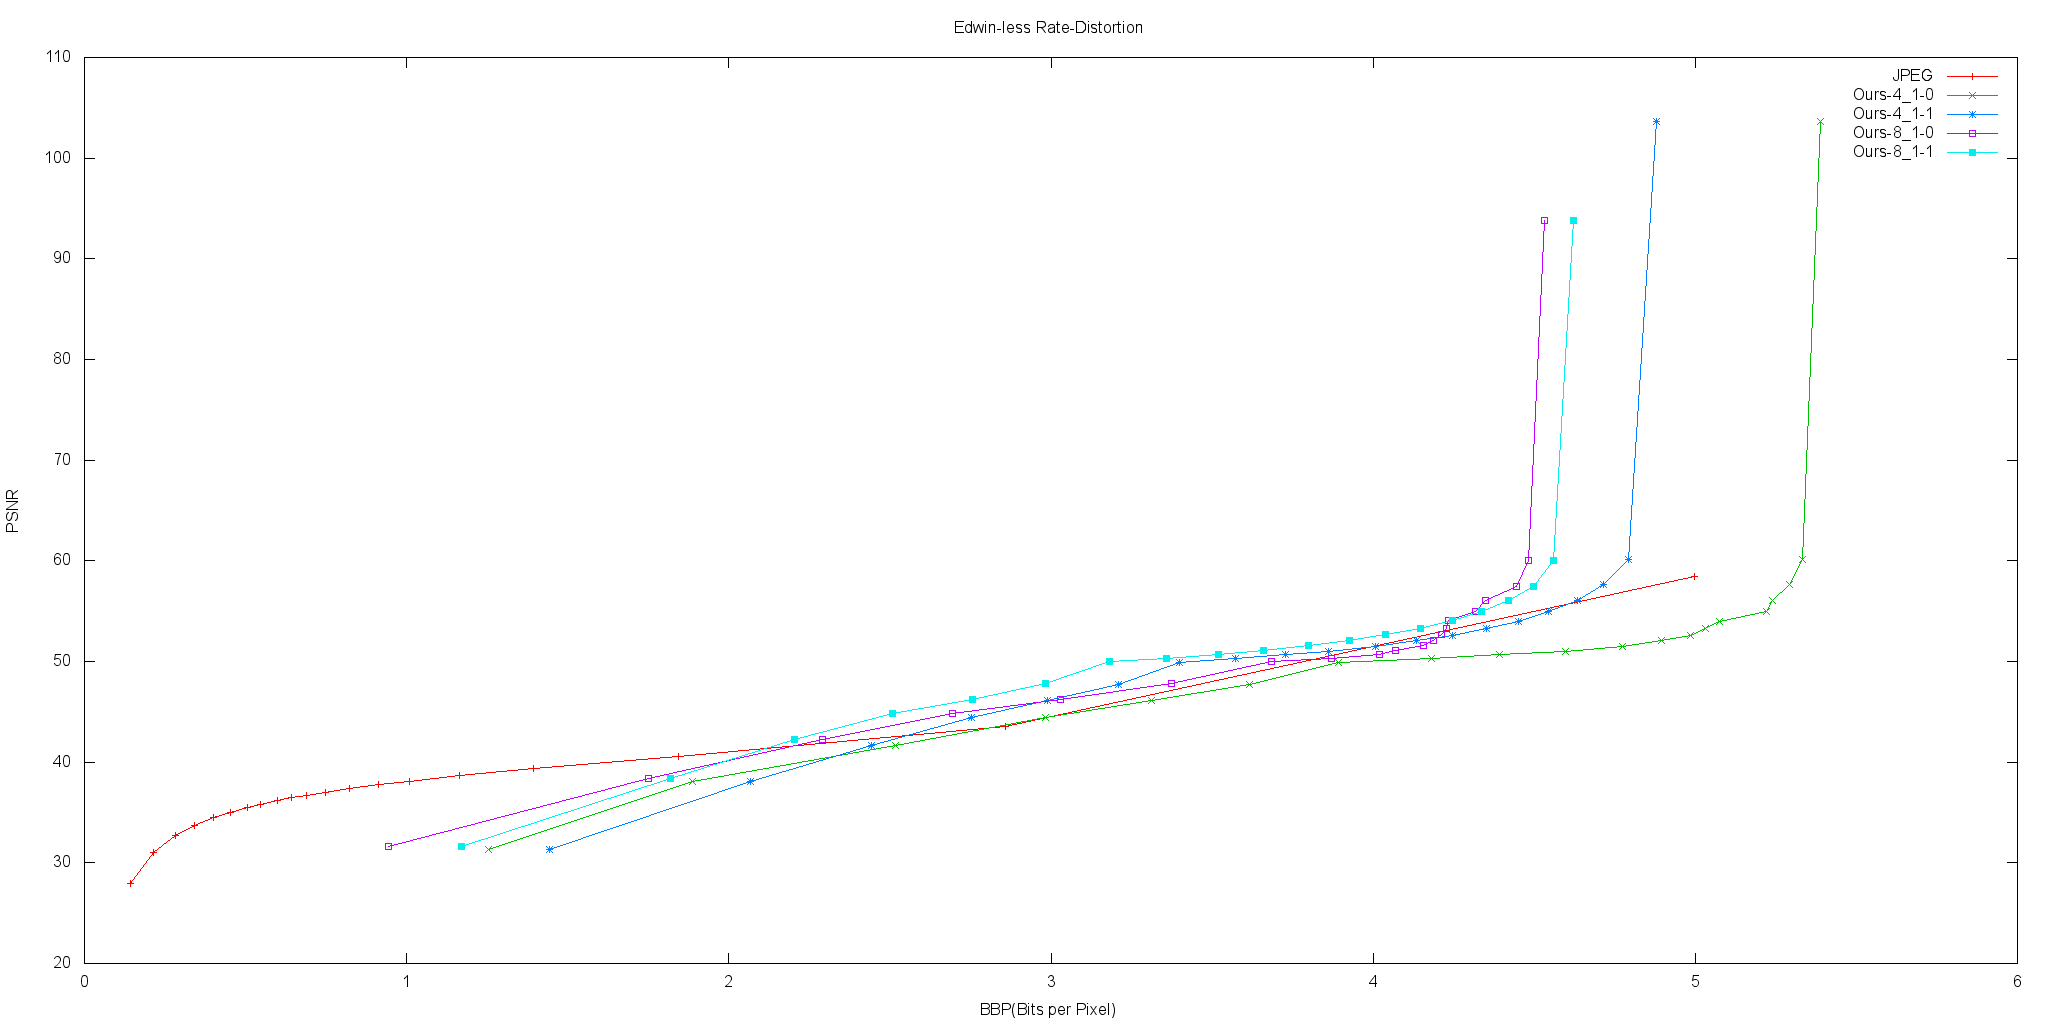 Edwin-less Rate-Distortion
110
100
90
80
70
60
50
40
30
20
PSNR
JPEG
Ours-4_1-0
Ours-4_1-1
Ours-8_1-0
Ours-8_1-1
0 1 2 3 4 5 6
BBP(Bits per Pixel)